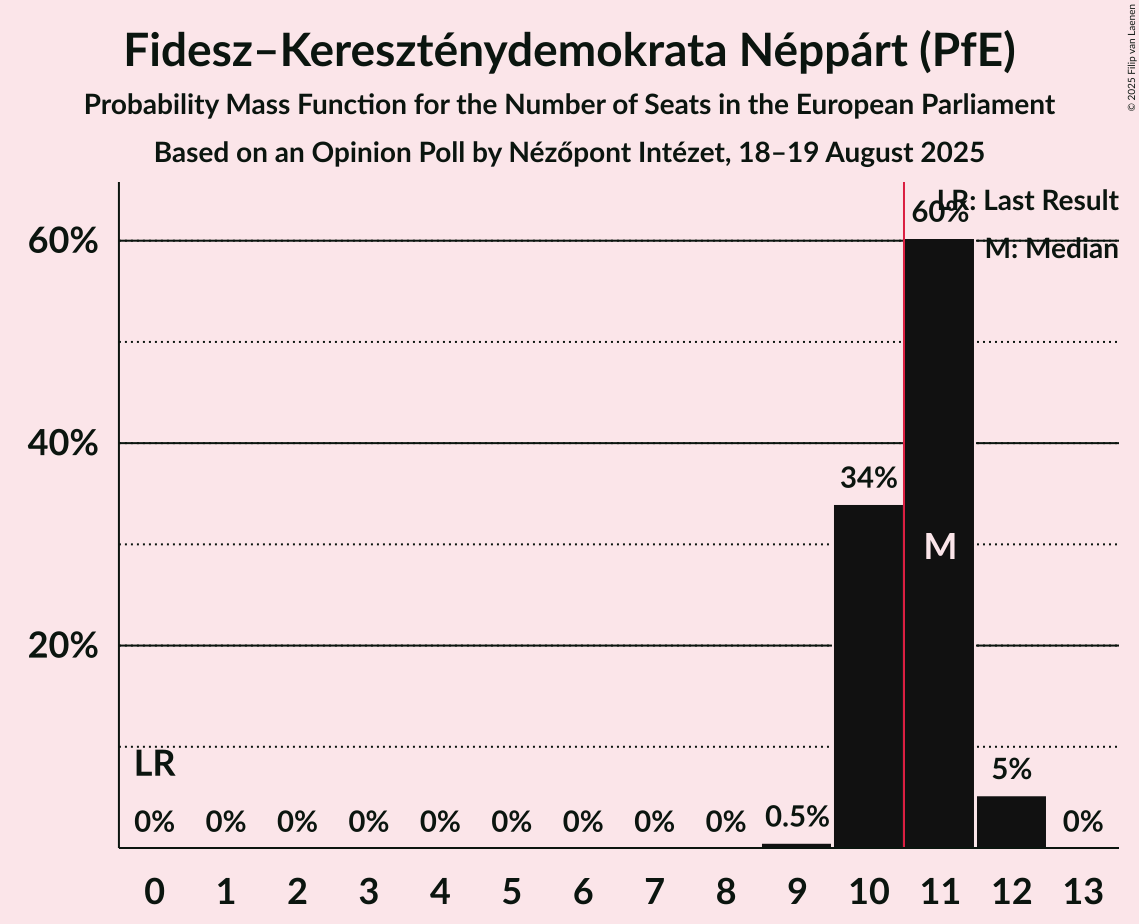 Fidesz–Kereszténydemokrata Néppárt (PfE)
Probability Mass Function for the Number of Seats in the European Parliament
Based on an Opinion Poll by Nézőpont Intézet, 18–19 August 2025
© 2025 Filip van Laenen
LR: Last Result
M: Median
60%
40%
20%
LR
0% 0% 0% 0% 0% 0% 0% 0% 0% 0.5% 34% 60% 5% 0%
M
0 1 2 3 4 5 6 7 8 9 10 11 12 13